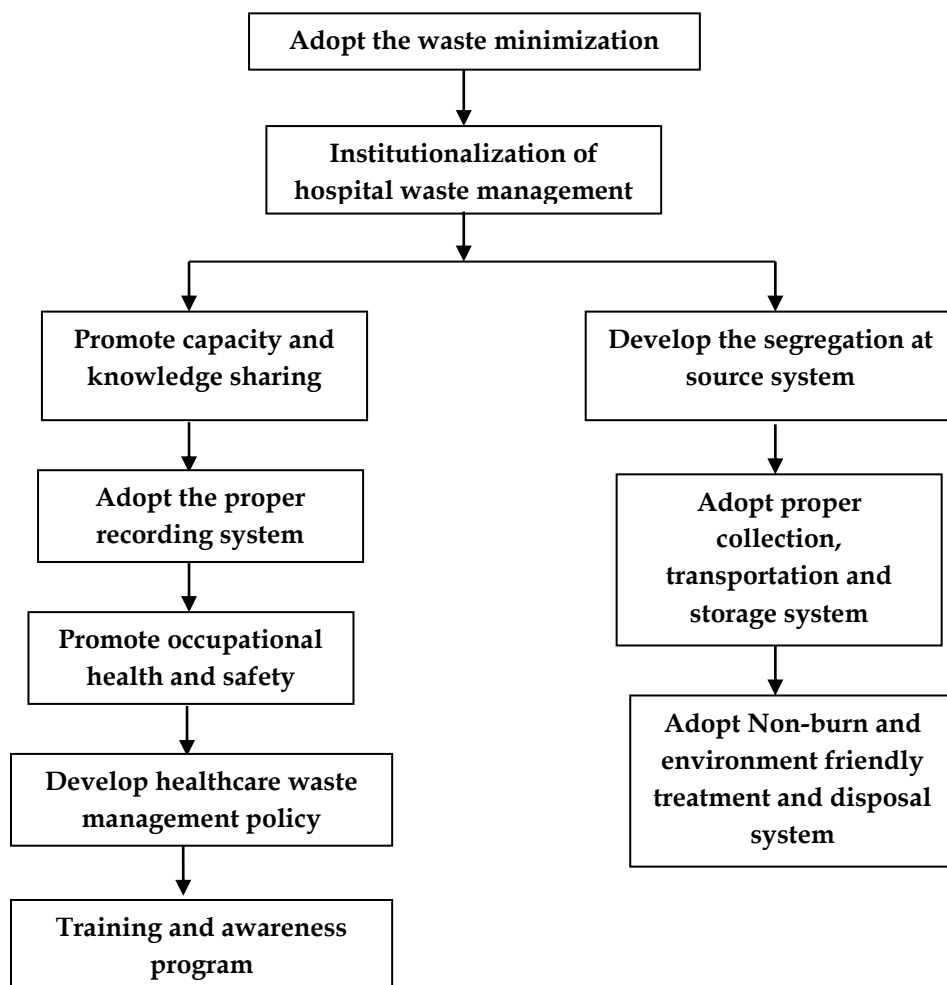 Adopt the waste minimization
Institutionalization of
hospital waste management
Promote capacity and
knowledge sharing
Adopt the proper
recording system
Promote occupational
health and safety
Develop healthcare waste
management policy
Training and awareness
program
Develop the segregation at
source system
Adopt proper
collection,
transportation and
storage system
Adopt Non-burn and
environment friendly
treatment and disposal
system